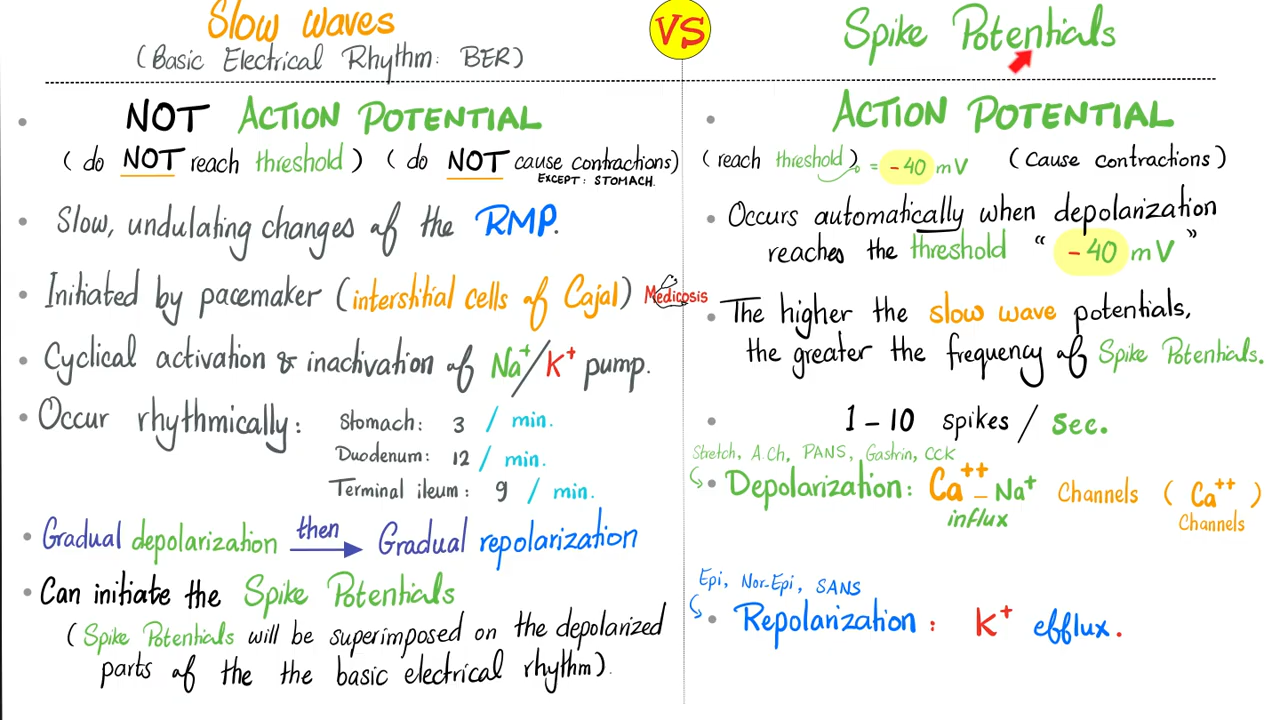 Slow waves
(Basic Electrical Rhythm: BER)
• NOT ACTION POTENTIAL
(do NOT reach threshold) (do NOT cause contractions)
EXCEPT: STOMACH.
• Slow, undulating changes of the RMP.
• Initiated by pacemaker (interstitial cells of Cajal)
Medicosis
• Cyclical activation & inactivation of Na+/K+ pump.
• Occur rhythmically: Stomach: 3 / min.
Duodenum: 12 / min.
Terminal ileum: 9 / min.
• Gradual depolarization then → Gradual repolarization
• Can initiate the Spike Potentials
(Spike Potentials will be superimposed on the depolarized
parts of the the basic electrical rhythm).
VS
Spike Potentials
• ACTION POTENTIAL
(reach threshold) = -40 mV (Cause contractions)
• Occurs automatically when depolarization
reaches the threshold "-40 mV"
• The higher the slow wave potentials,
the greater the frequency of Spike Potentials.
• 1-10 spikes / Sec.
Stretch, A.Ch, PANS, Gastrin, CCK
• Depolarization: Ca++ - Na+ Channels (Ca++)
influx Channels
Epi, Nor-Epi, SANS
• Repolarization: K+ efflux.